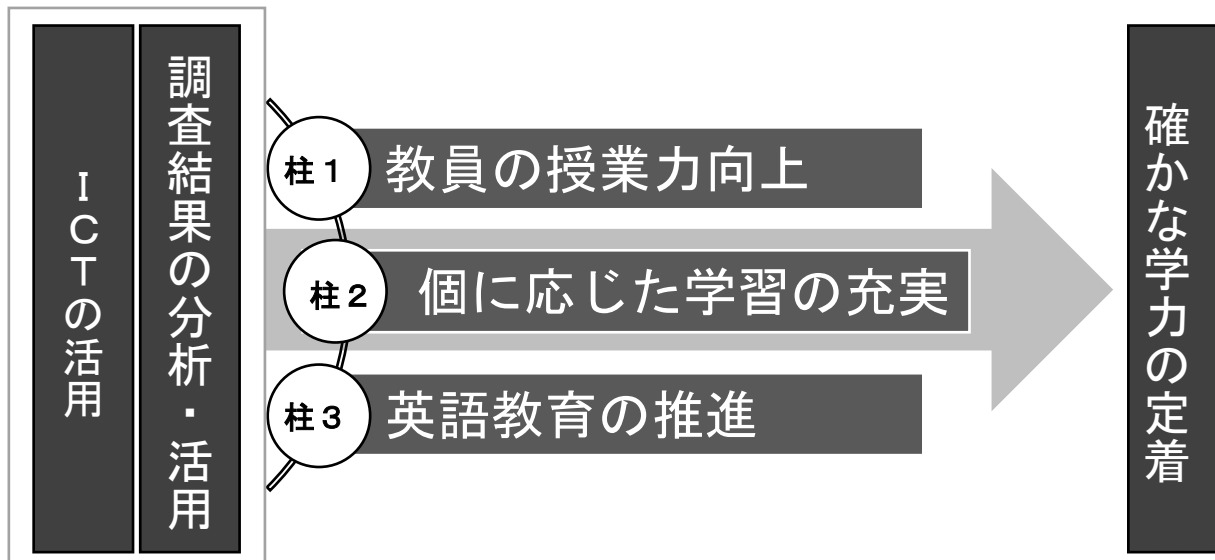 ICTの活用
調査結果の分析・活用
柱1 教員の授業力向上
柱2 個に応じた学習の充実
柱3 英語教育の推進
確かな学力の定着